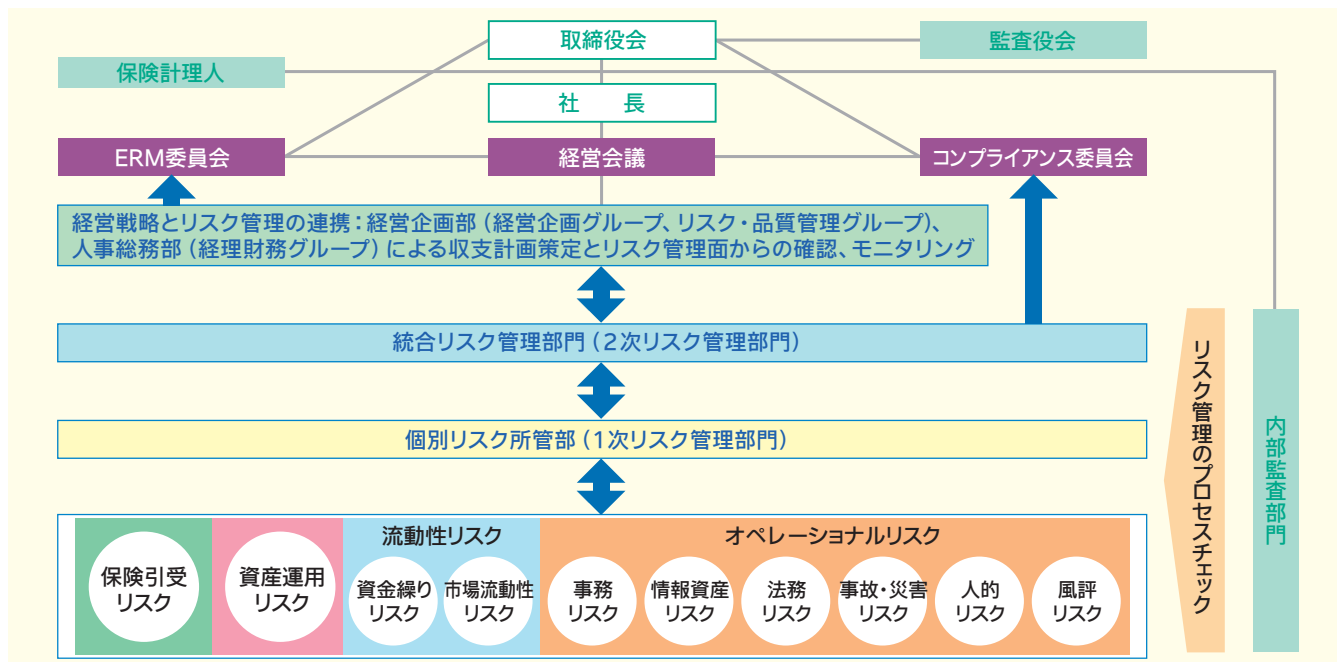 取締役会
監査役会
保険計理人
社　長
ERM委員会
経営会議
コンプライアンス委員会
経営戦略とリスク管理の連携：経営企画部（経営企画グループ、リスク・品質管理グループ）、
人事総務部（経理財務グループ）による収支計画策定とリスク管理面からの確認、モニタリング
統合リスク管理部門（2次リスク管理部門）
個別リスク所管部（1次リスク管理部門）
リスク管理のプロセスチェック
内部監査部門
保険引受
リスク
資産運用
リスク
流動性リスク
資金繰り
リスク
市場流動性
リスク
オペレーショナルリスク
事務
リスク
情報資産
リスク
法務
リスク
事故・災害
リスク
人的
リスク
風評
リスク